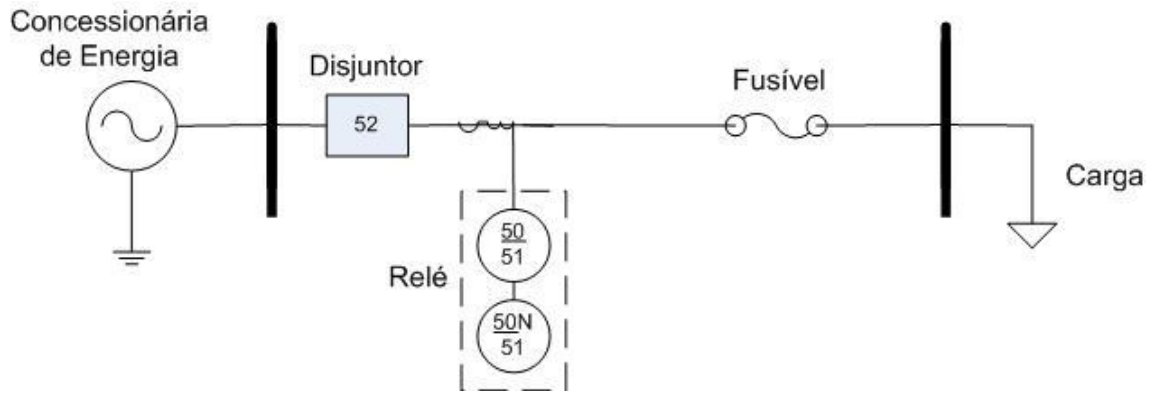 Concessionária
de Energia
Disjuntor
52
Fusível
Carga
Relé
50
51
50N
51